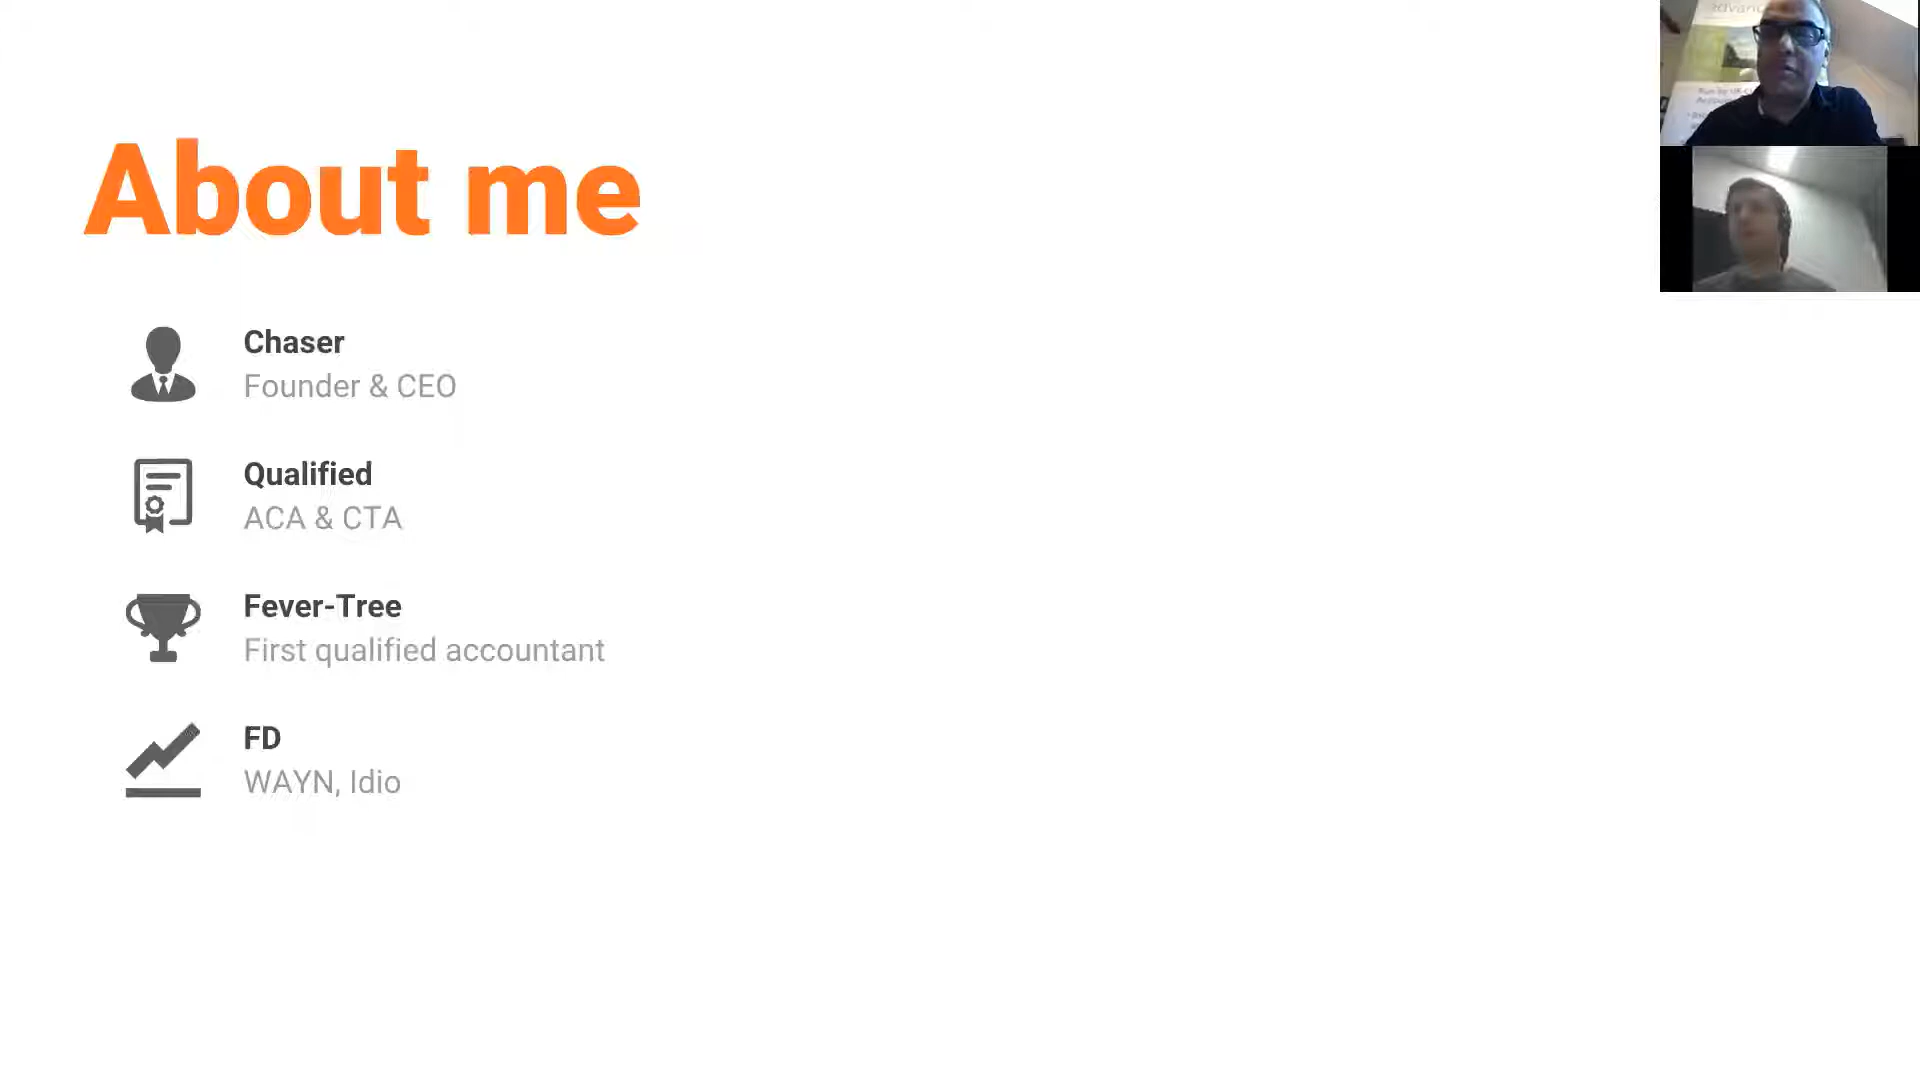 About me
Chaser
Founder & CEO
Qualified
ACA & CTA
Fever-Tree
First qualified accountant
FD
WAYN, Idio